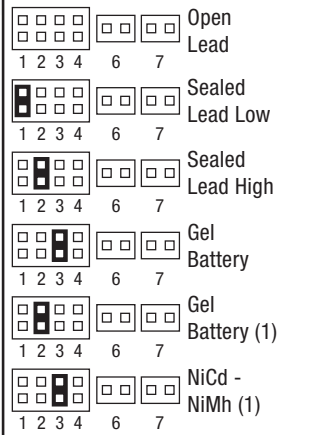 Open
Lead
1 2 3 4 6 7
Sealed
Lead Low
1 2 3 4 6 7
Sealed
Lead High
1 2 3 4 6 7
Gel
Battery
1 2 3 4 6 7
Gel
Battery (1)
1 2 3 4 6 7
NiCd -
NiMh (1)
1 2 3 4 6 7